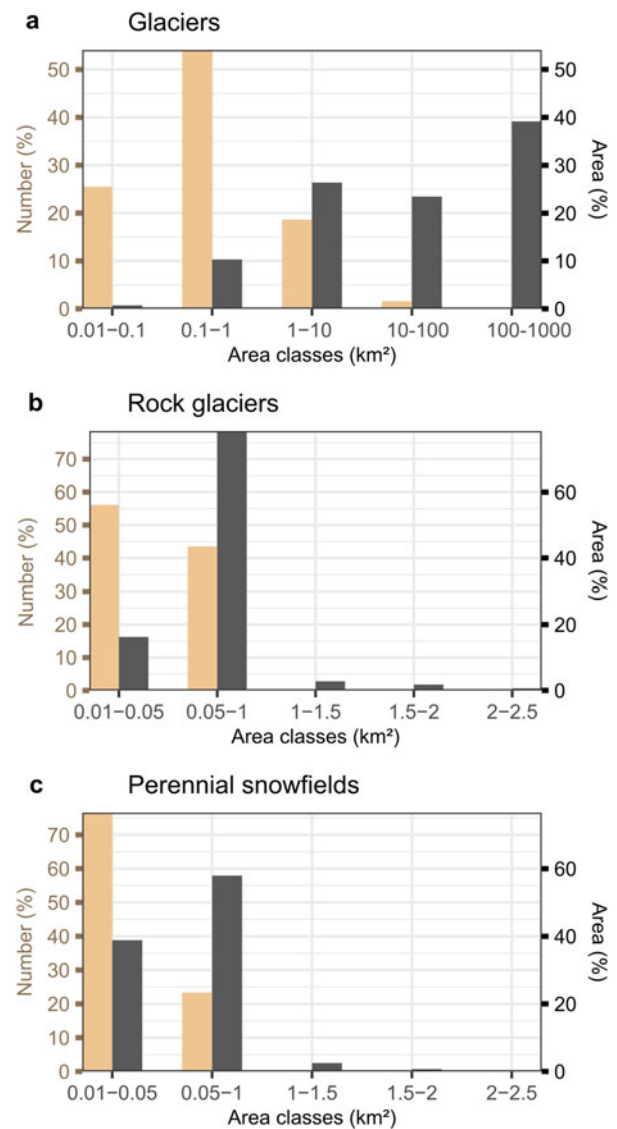 a Glaciers
50
40
30
20
10
0
Number (%)
50
40
30
20
10
0
Area (%)
0.01−0.1 0.1−1 1−10 10-100 100-1000
Area classes (km²)
b Rock glaciers
70
60
50
40
30
20
10
0
Number (%)
60
40
20
0
Area (%)
0.01−0.05 0.05−1 1−1.5 1.5−2 2−2.5
Area classes (km²)
c Perennial snowfields
70
60
50
40
30
20
10
0
Number (%)
60
40
20
0
Area (%)
0.01−0.05 0.05−1 1−1.5 1.5−2 2−2.5
Area classes (km²)